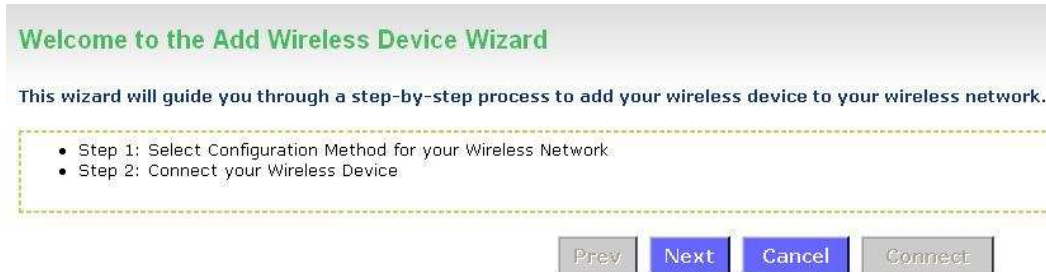 Welcome to the Add Wireless Device Wizard
This wizard will guide you through a step-by-step process to add your wireless device to your wireless network.
• Step 1: Select Configuration Method for your Wireless Network
• Step 2: Connect your Wireless Device
Prev Next Cancel Connect